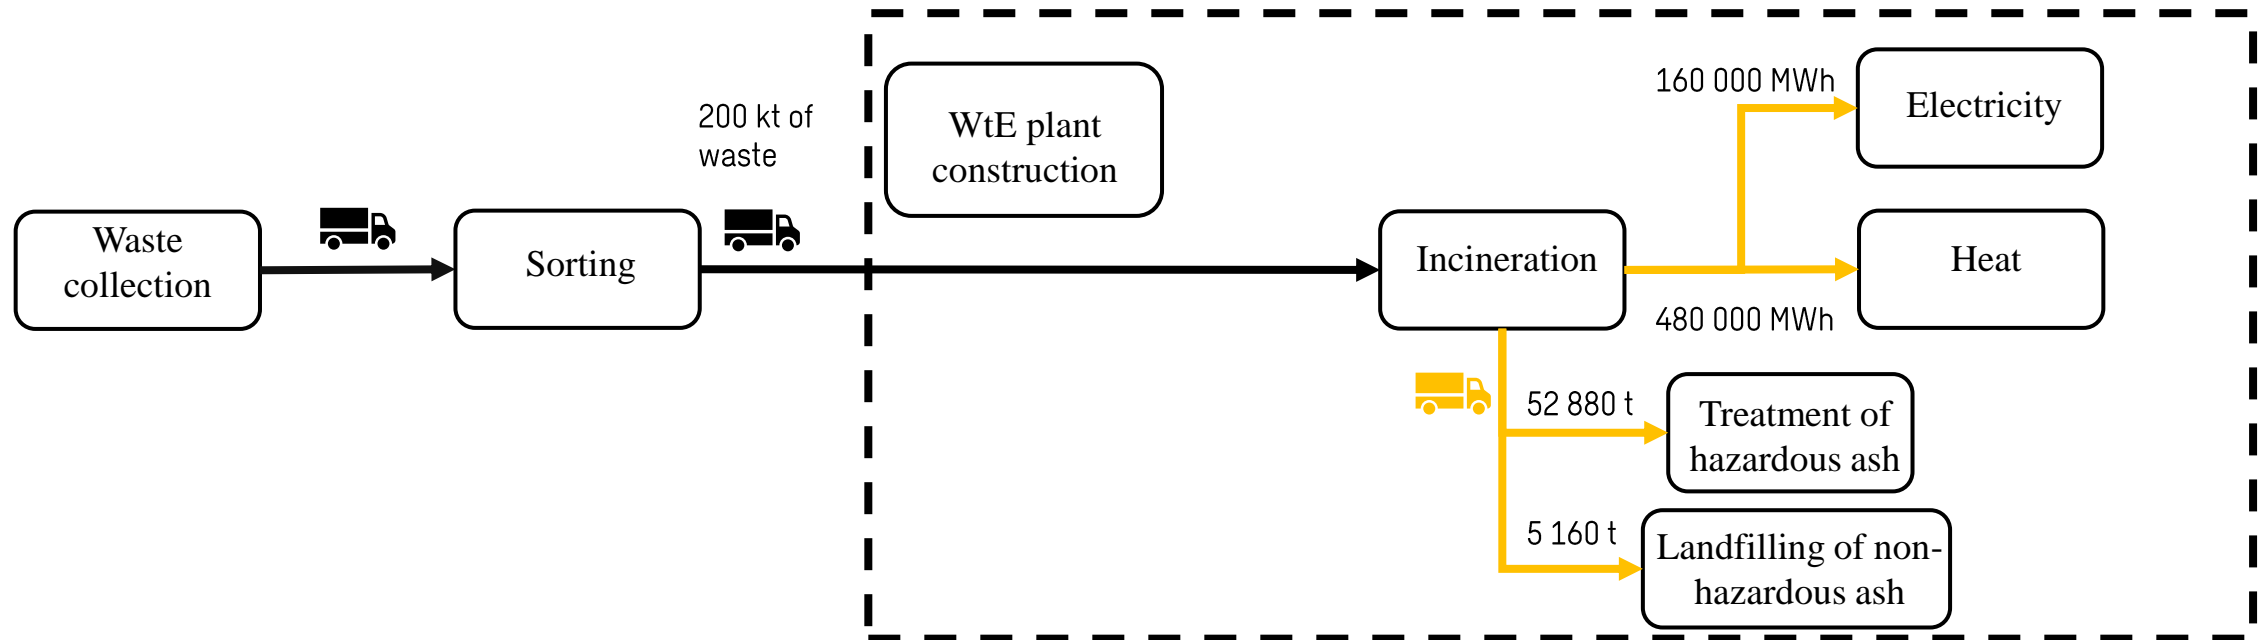 Waste
collection
Sorting
200 kt of
waste
WtE plant
construction
Incineration
160 000 MWh
Electricity
Heat
480 000 MWh
52 880 t
Treatment of
hazardous ash
5 160 t
Landfilling of non-
hazardous ash